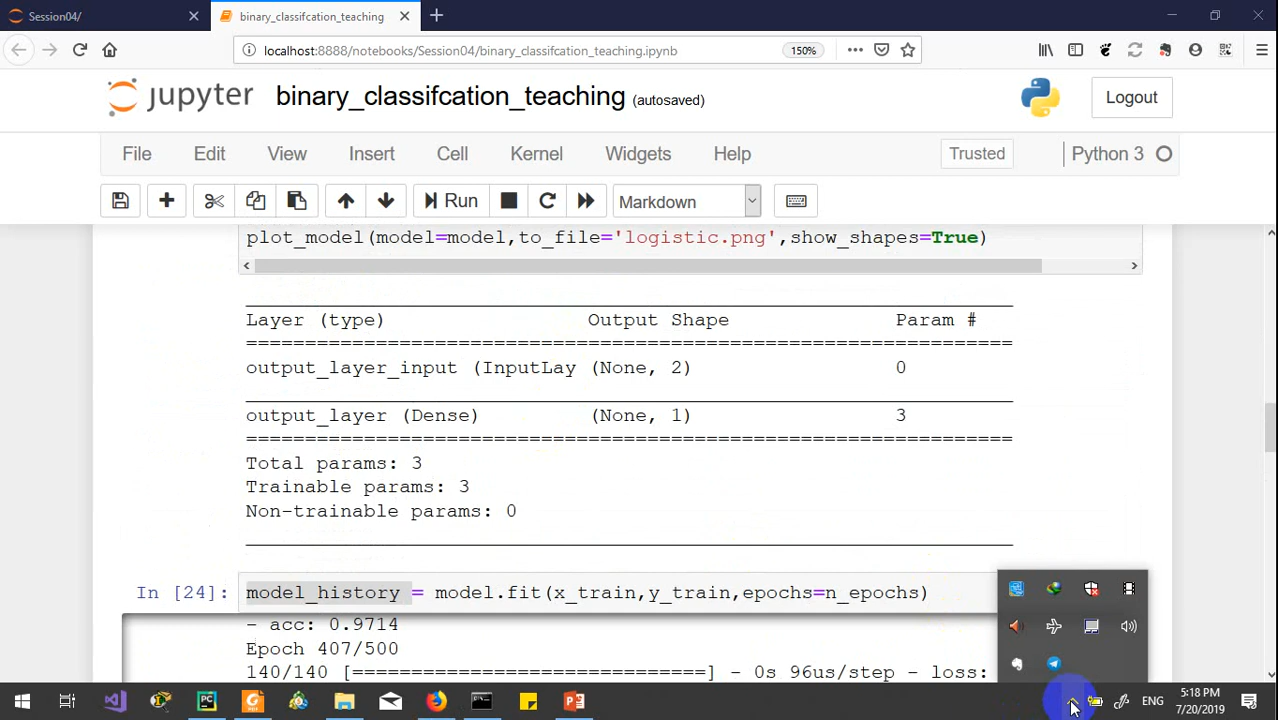 Session04/
binary_classifcation_teaching
localhost:8888/notebooks/Session04/binary_classifcation_teaching.ipynb
150%
jupyter binary_classifcation_teaching (autosaved)
Logout
File Edit View Insert Cell Kernel Widgets Help
Trusted
Python 3
Run
Markdown
plot_model(model=model,to_file='logistic.png',show_shapes=True)
Layer (type) Output Shape Param #
=================================================================
output_layer_input (InputLay (None, 2) 0
_________________________________________________________________
output_layer (Dense) (None, 1) 3
=================================================================
Total params: 3
Trainable params: 3
Non-trainable params: 0
_________________________________________________________________
In [24]: model_history = model.fit(x_train,y_train,epochs=n_epochs)
- acc: 0.9714
Epoch 407/500
140/140 [==============================] - 0s 96us/step - loss:
ENG
5:18 PM
7/20/2019